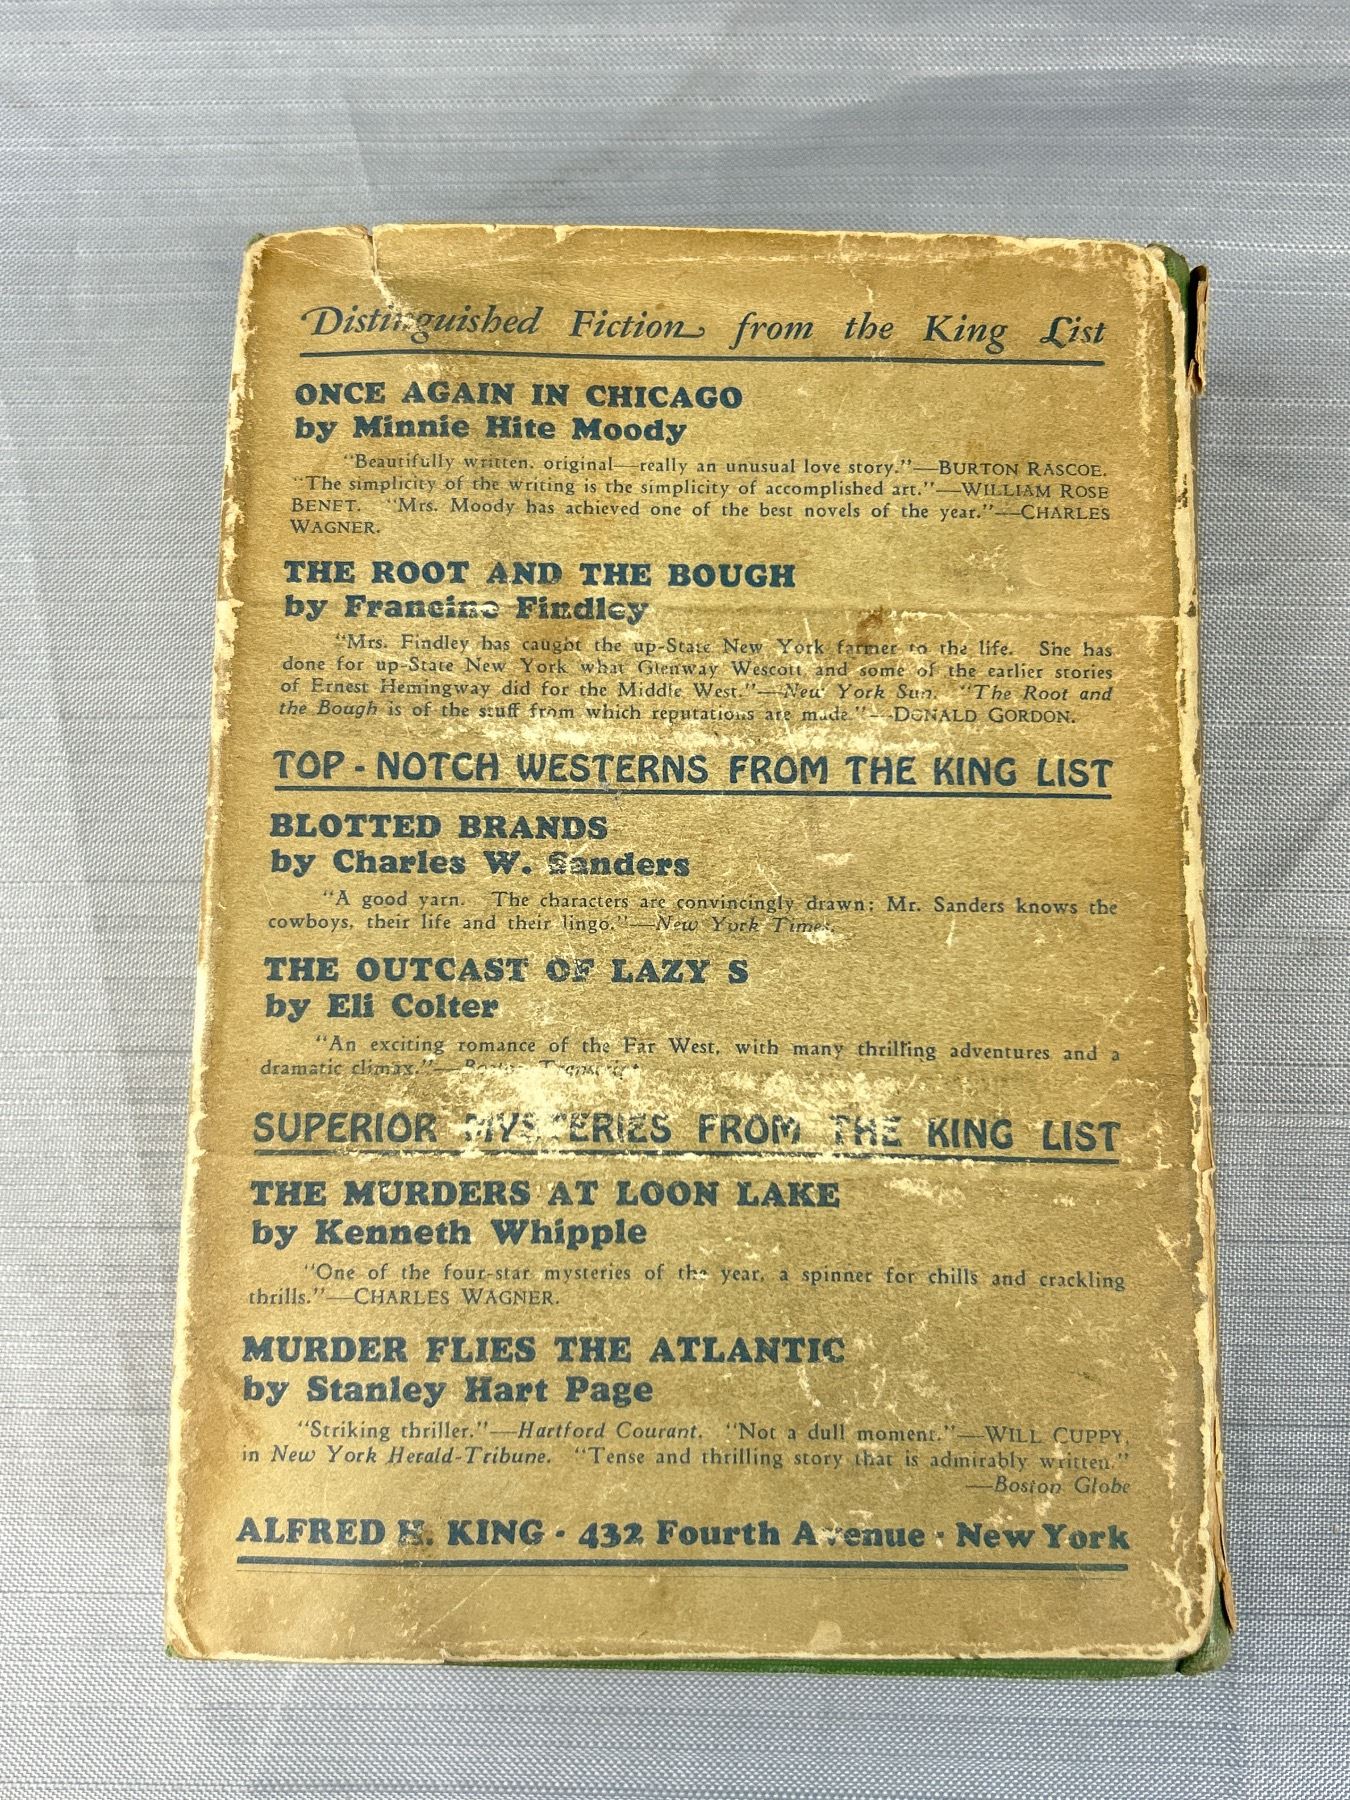 Distinguished Fiction from the King List
ONCE AGAIN IN CHICAGO
by Minnie Hite Moody
"Beautifully written, original—really an unusual love story."—BURTON RASCOE.
"The simplicity of the writing is the simplicity of accomplished art."—WILLIAM ROSE
BENET. "Mrs. Moody has achieved one of the best novels of the year."—CHARLES
WAGNER.
THE ROOT AND THE BOUGH
by Francine Findley
"Mrs. Findley has caught the up-State New York farmer to the life. She has
done for up-State New York what Glenway Wescott and some of the earlier stories
of Ernest Hemingway did for the Middle West."—New York Sun. "The Root and
the Bough is of the stuff from which reputations are made."—DONALD GORDON.
TOP-NOTCH WESTERNS FROM THE KING LIST
BLOTTED BRANDS
by Charles W. Sanders
"A good yarn. The characters are convincingly drawn; Mr. Sanders knows the
cowboys, their life and their lingo."—New York Times.
THE OUTCAST OF LAZY S
by Eli Colter
"An exciting romance of the Far West, with many thrilling adventures and a
dramatic climax."—Boston Transcript
SUPERIOR MYSTERIES FROM THE KING LIST
THE MURDERS AT LOON LAKE
by Kenneth Whipple
"One of the four-star mysteries of the year, a spinner for chills and crackling
thrills."—CHARLES WAGNER.
MURDER FLIES THE ATLANTIC
by Stanley Hart Page
"Striking thriller."—Hartford Courant. "Not a dull moment."—WILL CUPPY,
in New York Herald-Tribune. "Tense and thrilling story that is admirably written."
—Boston Globe
ALFRED H. KING · 432 Fourth Avenue · New York